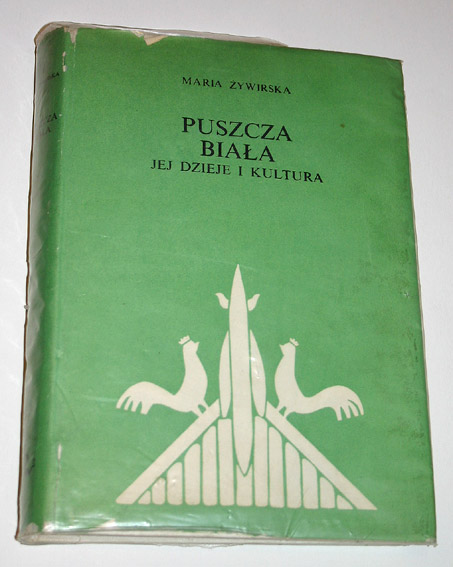 MARIA ŻYWIRSKA
PUSZCZA
BIAŁA
JEJ DZIEJE I KULTURA